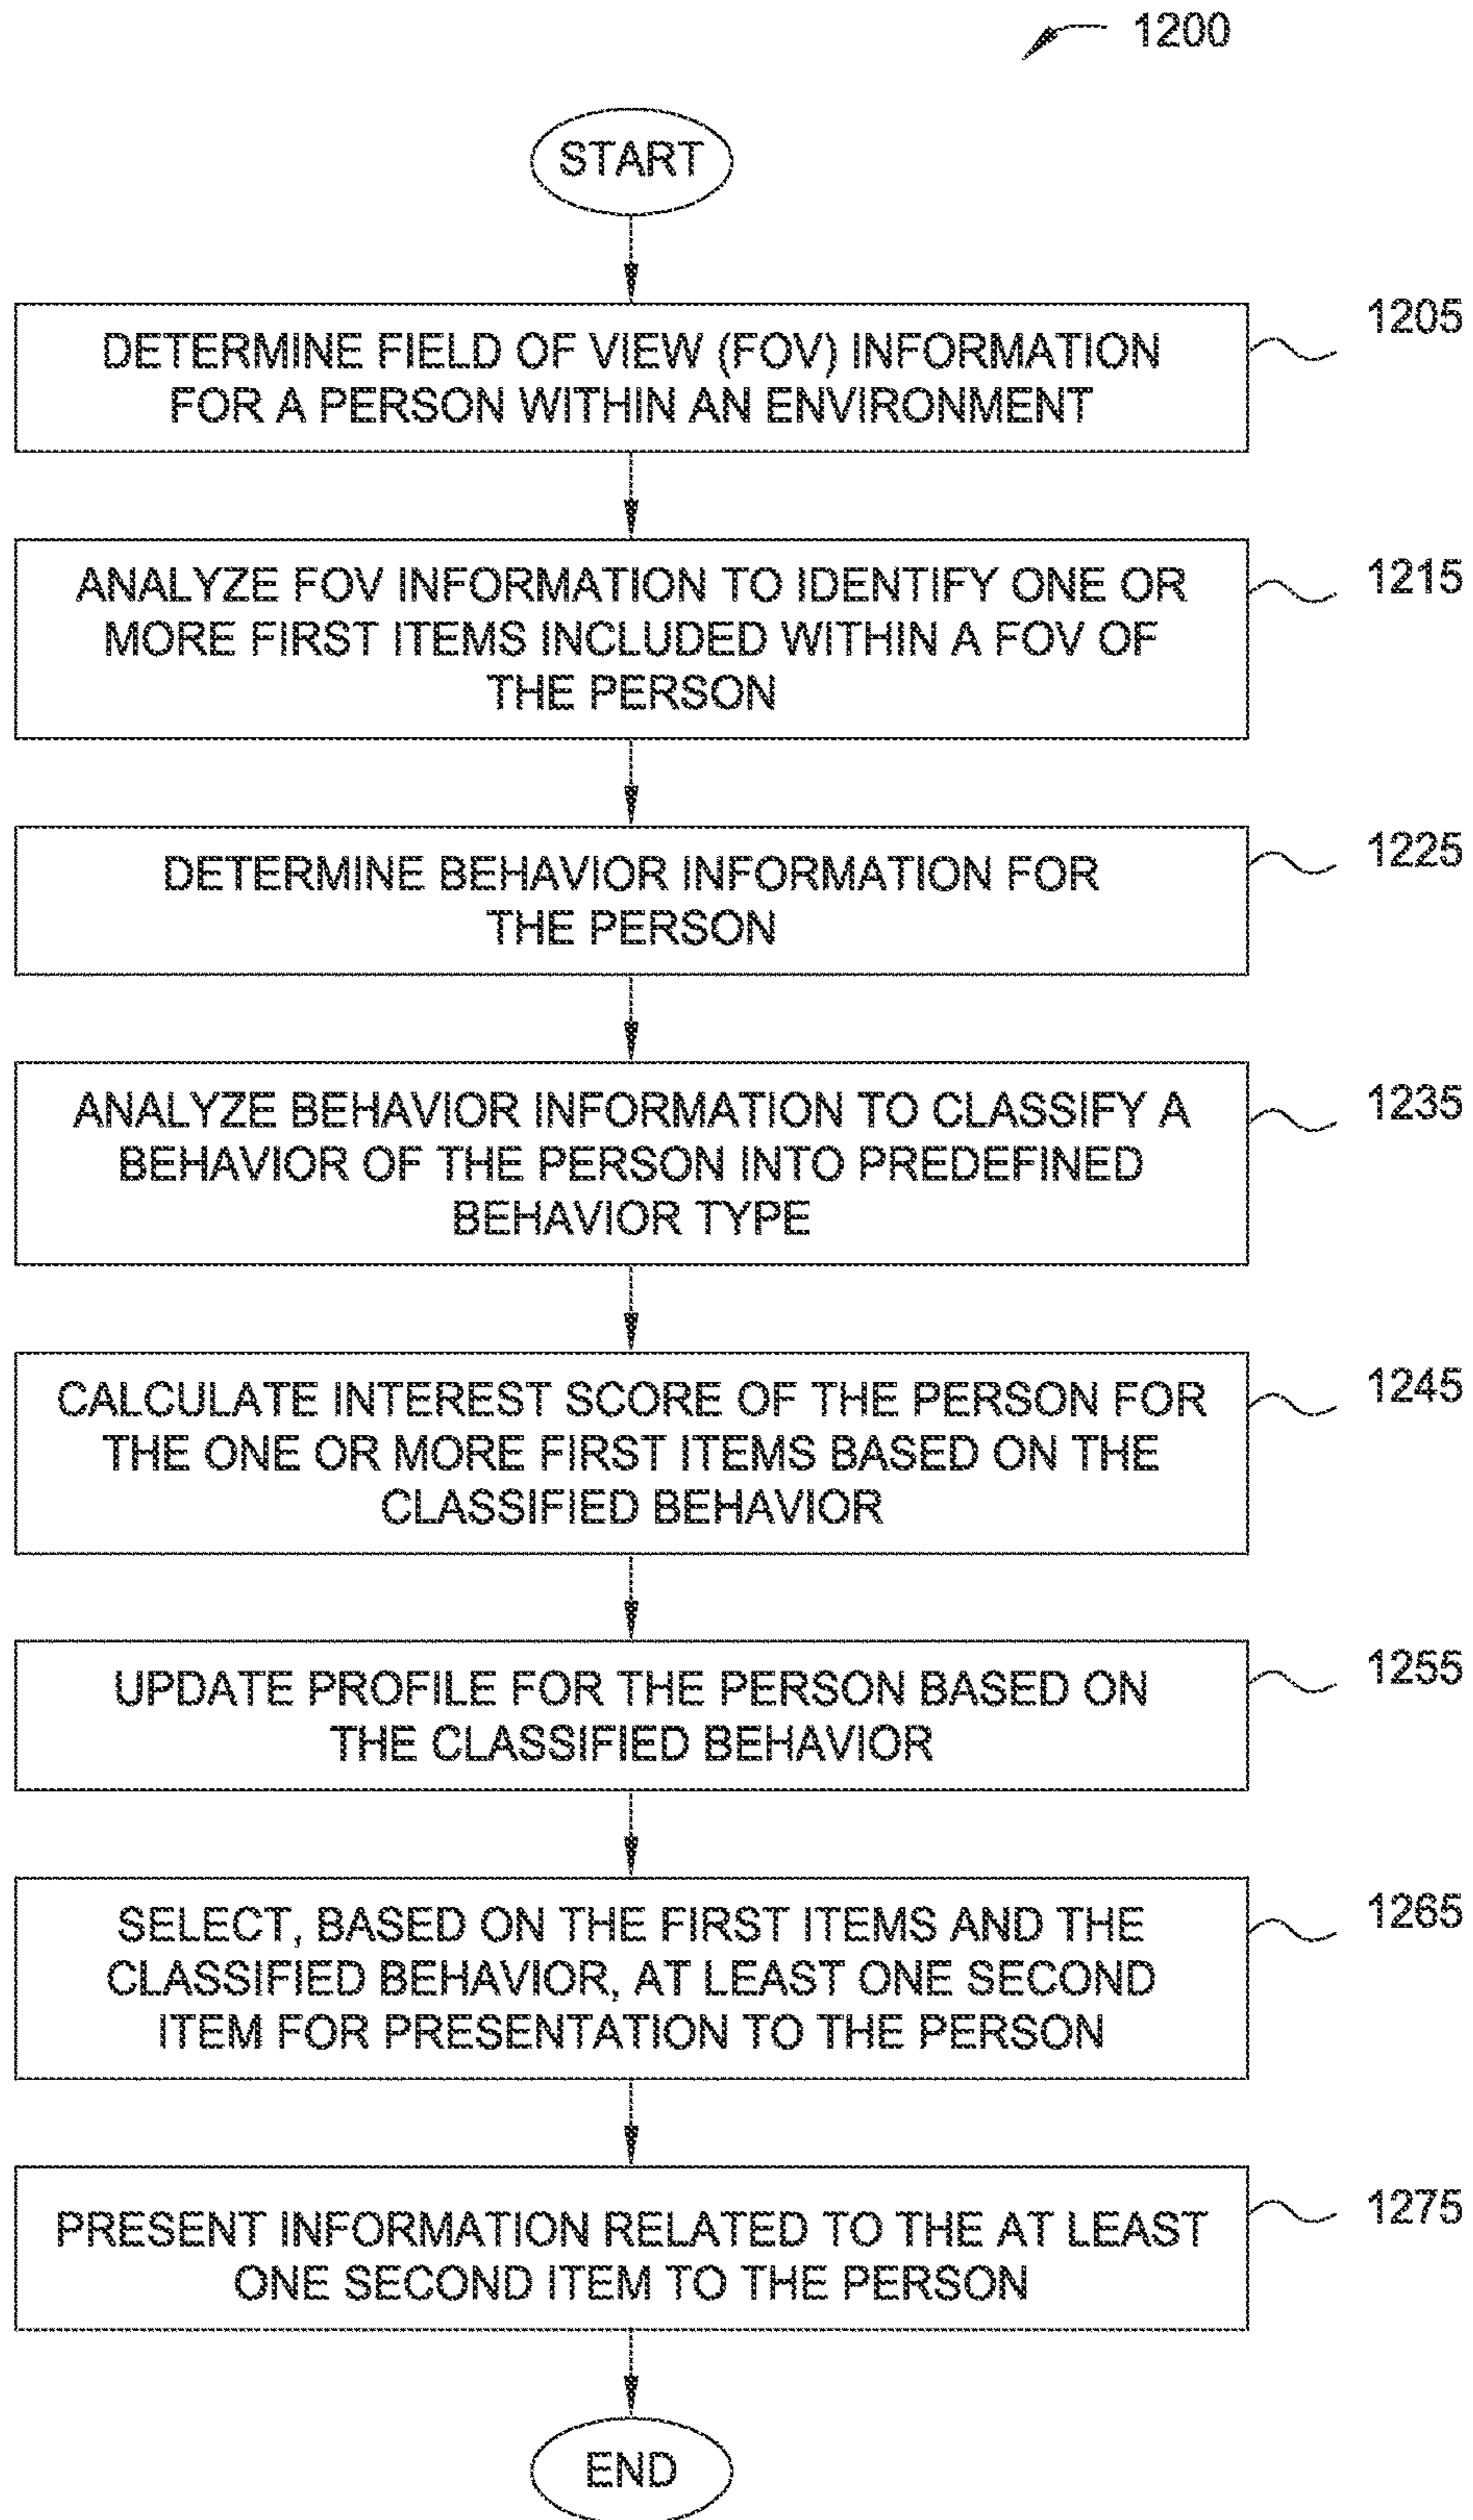 1200
START
DETERMINE FIELD OF VIEW (FOV) INFORMATION
FOR A PERSON WITHIN AN ENVIRONMENT
1205
ANALYZE FOV INFORMATION TO IDENTIFY ONE OR
MORE FIRST ITEMS INCLUDED WITHIN A FOV OF
THE PERSON
1215
DETERMINE BEHAVIOR INFORMATION FOR
THE PERSON
1225
ANALYZE BEHAVIOR INFORMATION TO CLASSIFY A
BEHAVIOR OF THE PERSON INTO PREDEFINED
BEHAVIOR TYPE
1235
CALCULATE INTEREST SCORE OF THE PERSON FOR
THE ONE OR MORE FIRST ITEMS BASED ON THE
CLASSIFIED BEHAVIOR
1245
UPDATE PROFILE FOR THE PERSON BASED ON
THE CLASSIFIED BEHAVIOR
1255
SELECT, BASED ON THE FIRST ITEMS AND THE
CLASSIFIED BEHAVIOR, AT LEAST ONE SECOND
ITEM FOR PRESENTATION TO THE PERSON
1265
PRESENT INFORMATION RELATED TO THE AT LEAST
ONE SECOND ITEM TO THE PERSON
1275
END